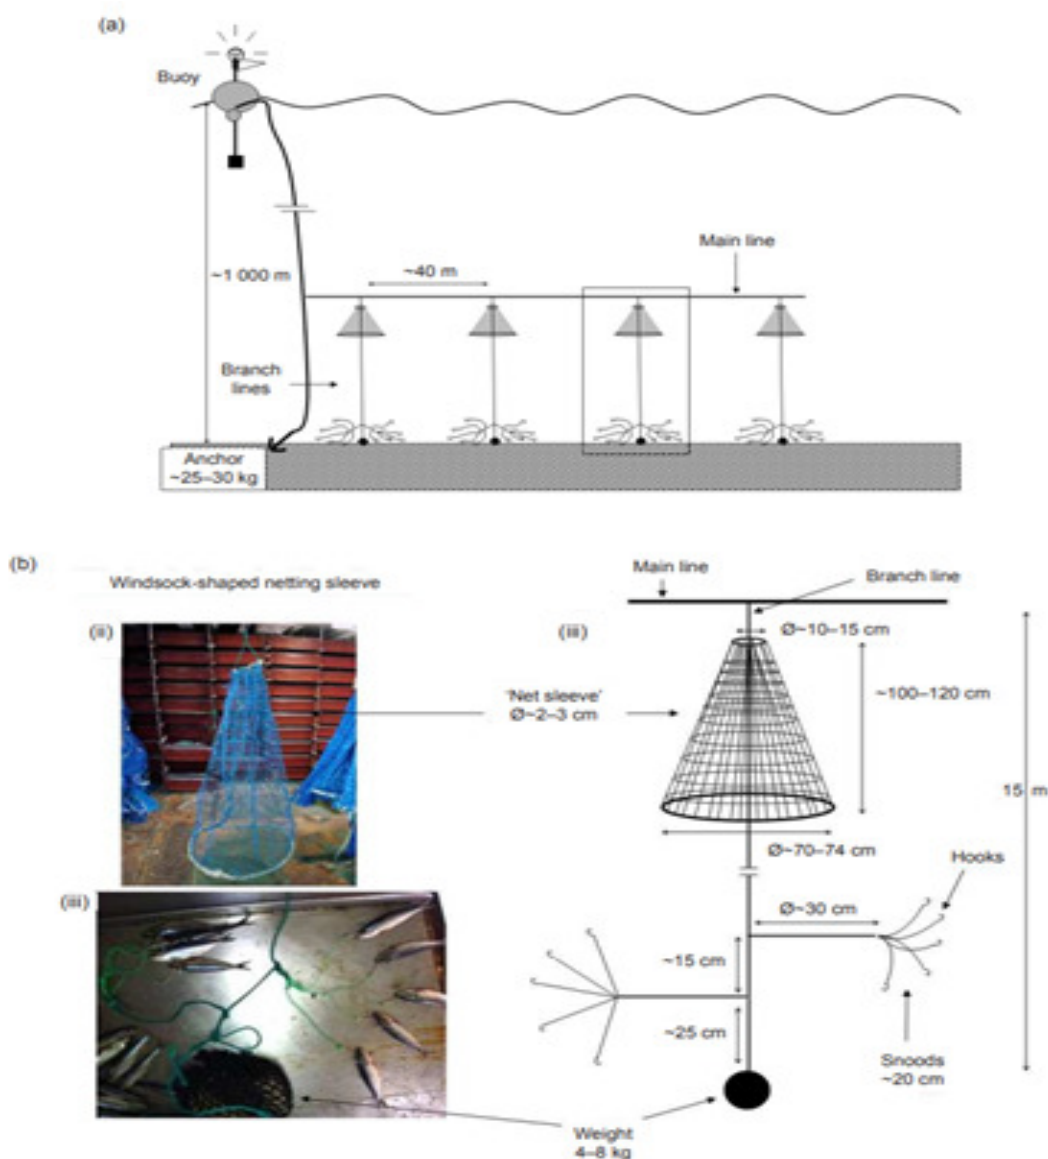 (a)
Buoy
Main line
~40 m
~1 000 m
Branch
lines
Anchor
~25–30 kg
(b)
Windsock-shaped netting sleeve
Main line
Branch line
(ii)
(iii)
Ø~10–15 cm
'Net sleeve'
Ø~2–3 cm
~100–120 cm
15 m
Ø~70–74 cm
Hooks
(iii)
Ø~30 cm
~15 cm
~25 cm
Snoods
~20 cm
Weight
4–8 kg